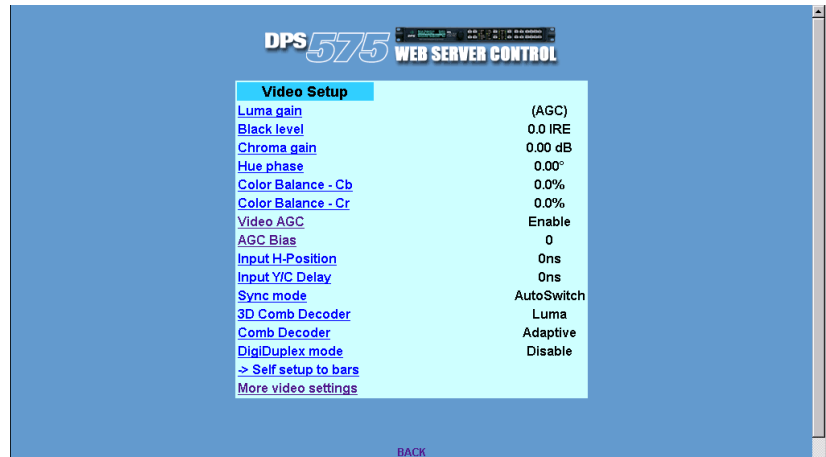 DPS 575
WEB SERVER CONTROL
Video Setup
Luma gain (AGC)
Black level 0.0 IRE
Chroma gain 0.00 dB
Hue phase 0.00°
Color Balance - Cb 0.0%
Color Balance - Cr 0.0%
Video AGC Enable
AGC Bias 0
Input H-Position 0ns
Input Y/C Delay 0ns
Sync mode AutoSwitch
3D Comb Decoder Luma
Comb Decoder Adaptive
DigiDuplex mode Disable
-> Self setup to bars
More video settings
BACK